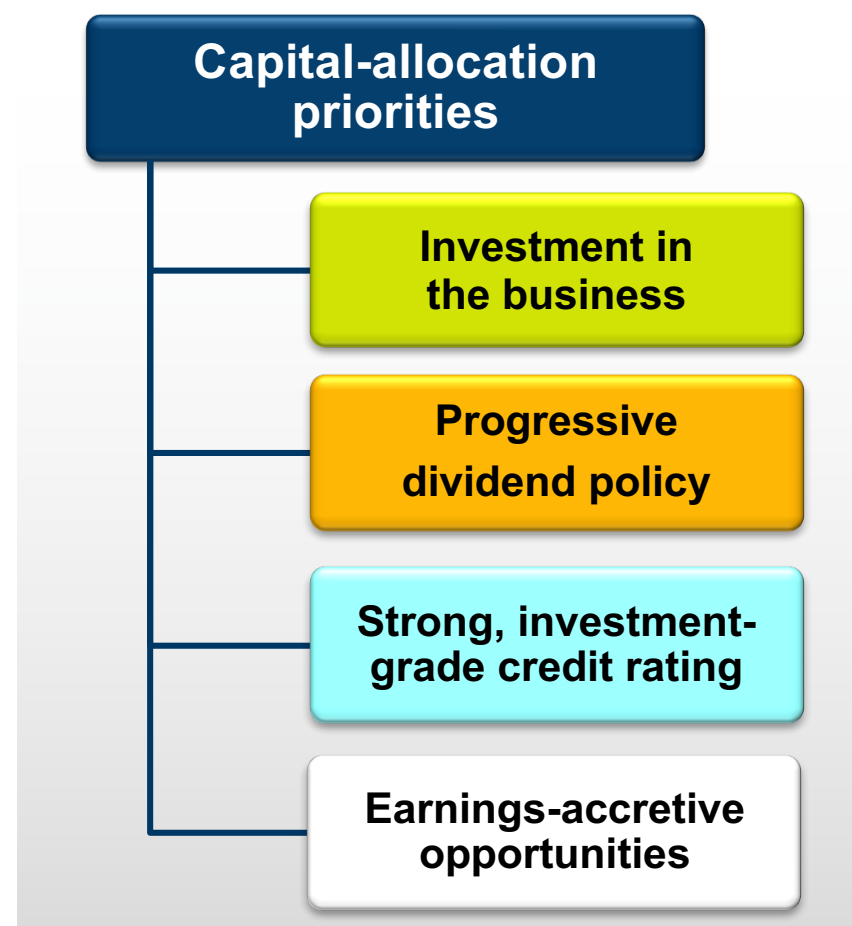 Capital-allocation
priorities
Investment in
the business
Progressive
dividend policy
Strong, investment-
grade credit rating
Earnings-accretive
opportunities